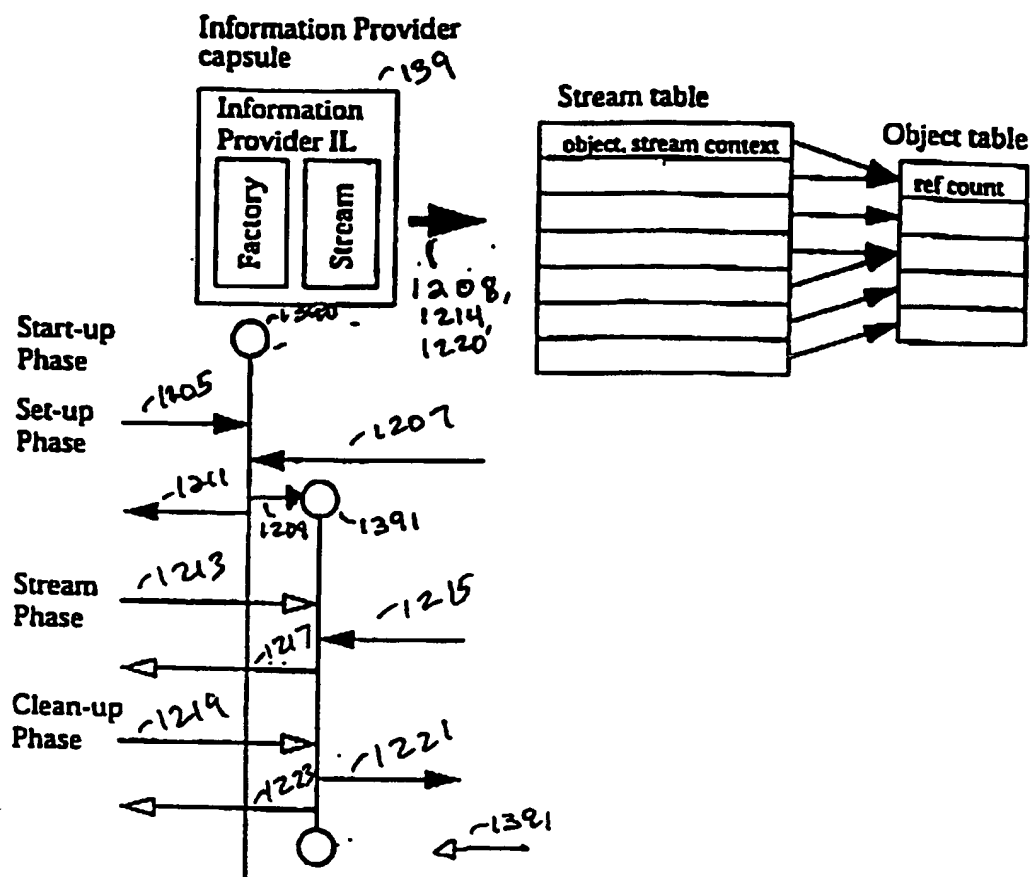 Information Provider
capsule
139
Information
Provider IL
Factory
Stream
Stream table
object, stream context
Object table
ref count
1208,
1214,
1220
Start-up
Phase
Set-up
Phase
1205
1207
1211
1209
1391
Stream
Phase
1213
1215
1217
Clean-up
Phase
1219
1221
1223